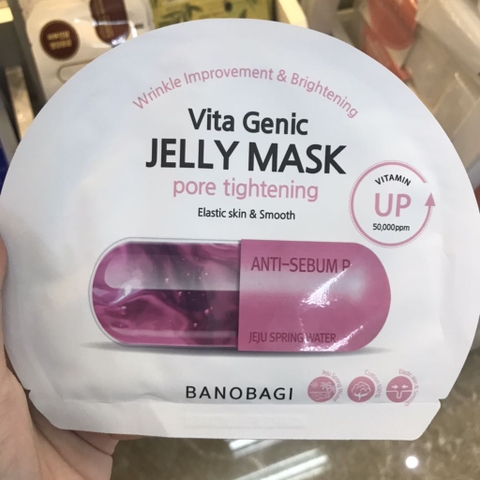 Wrinkle Improvement & Brightening
Vita Genic
JELLY MASK
pore tightening
Elastic skin & Smooth
VITAMIN
UP
50,000ppm
ANTI-SEBUM P
JEJU SPRING WATER
BANOBAGI